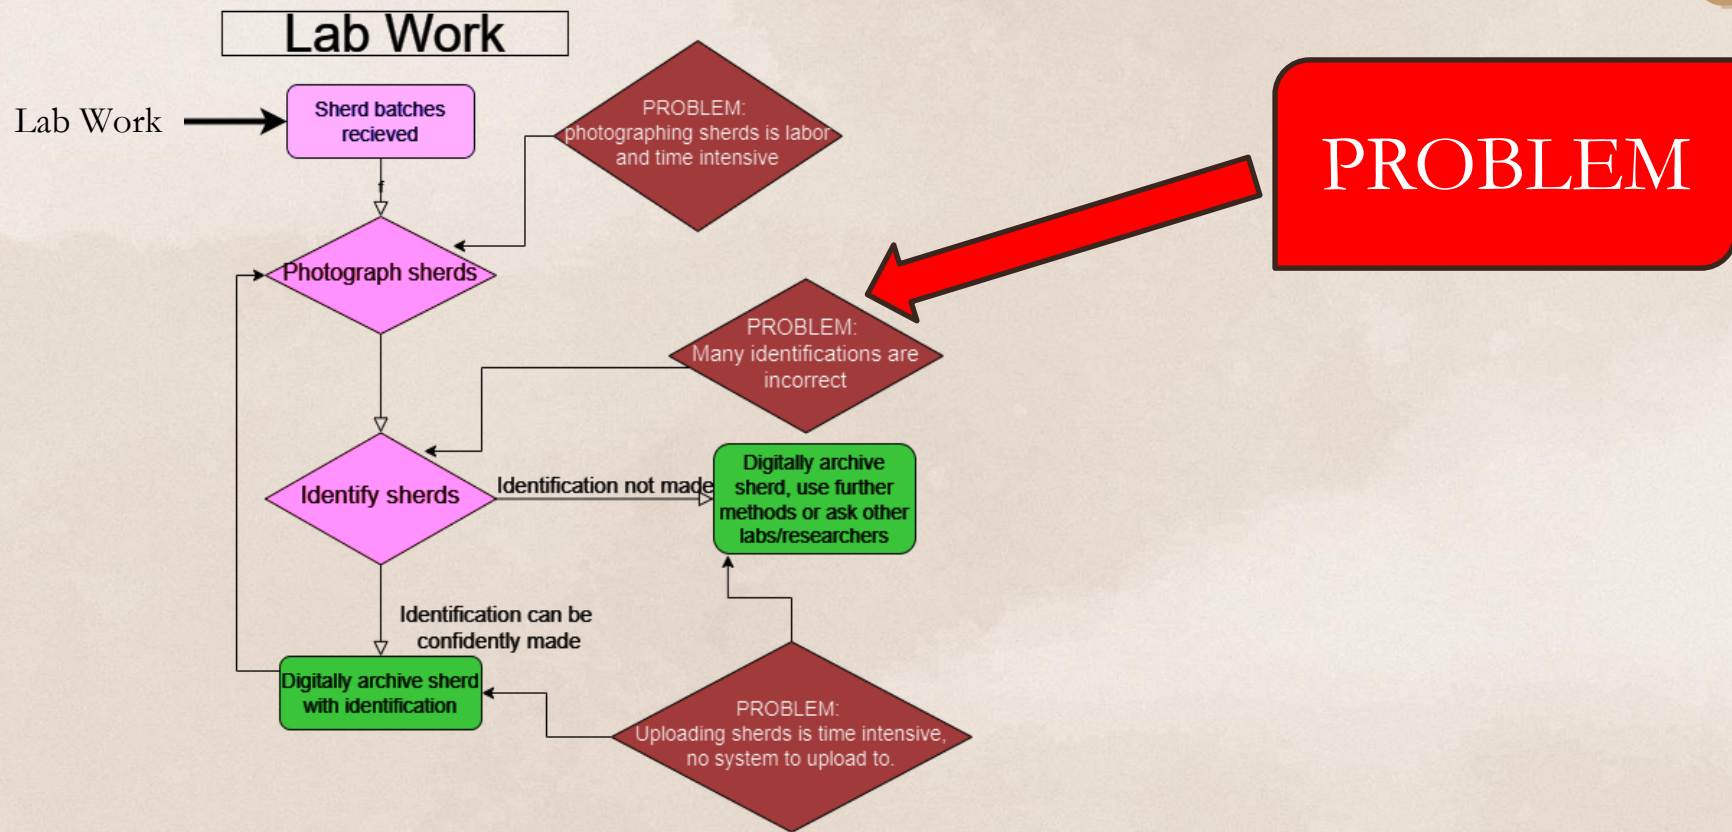 Lab Work
Lab Work
Sherd batches
recieved
f
PROBLEM:
photographing sherds is labor
and time intensive
PROBLEM
Photograph sherds
PROBLEM:
Many identifications are
incorrect
Identify sherds
Identification not made
Digitally archive
sherd, use further
methods or ask other
labs/researchers
Identification can be
confidently made
Digitally archive sherd
with identification
PROBLEM:
Uploading sherds is time intensive,
no system to upload to.